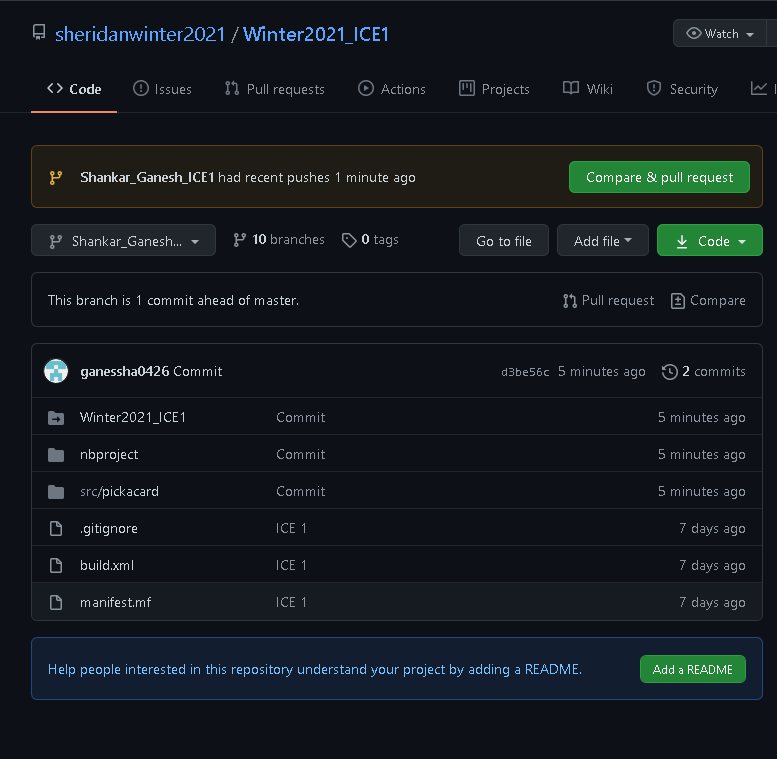 sheridanwinter2021 / Winter2021_ICE1
Watch
Code Issues Pull requests Actions Projects Wiki Security
Shankar_Ganesh_ICE1 had recent pushes 1 minute ago Compare & pull request
Shankar_Ganesh... 10 branches 0 tags Go to file Add file Code
This branch is 1 commit ahead of master. Pull request Compare
ganessha0426 Commit d3be56c 5 minutes ago 2 commits
Winter2021_ICE1 Commit 5 minutes ago
nbproject Commit 5 minutes ago
src/pickacard Commit 5 minutes ago
.gitignore ICE 1 7 days ago
build.xml ICE 1 7 days ago
manifest.mf ICE 1 7 days ago
Help people interested in this repository understand your project by adding a README. Add a README